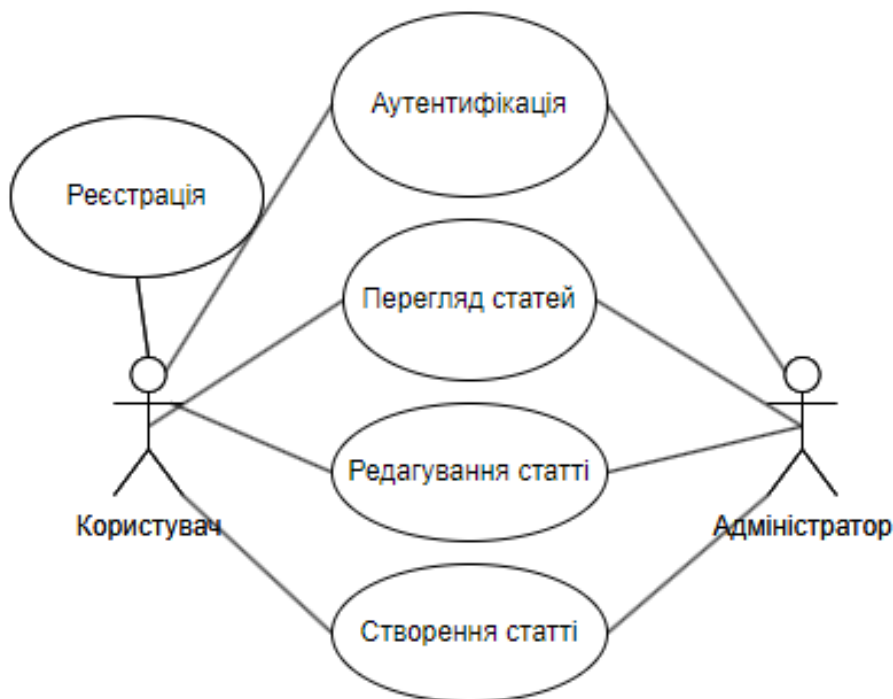 Аутентифікація
Реєстрація
Перегляд статей
Редагування статті
Користувач
Адміністратор
Створення статті